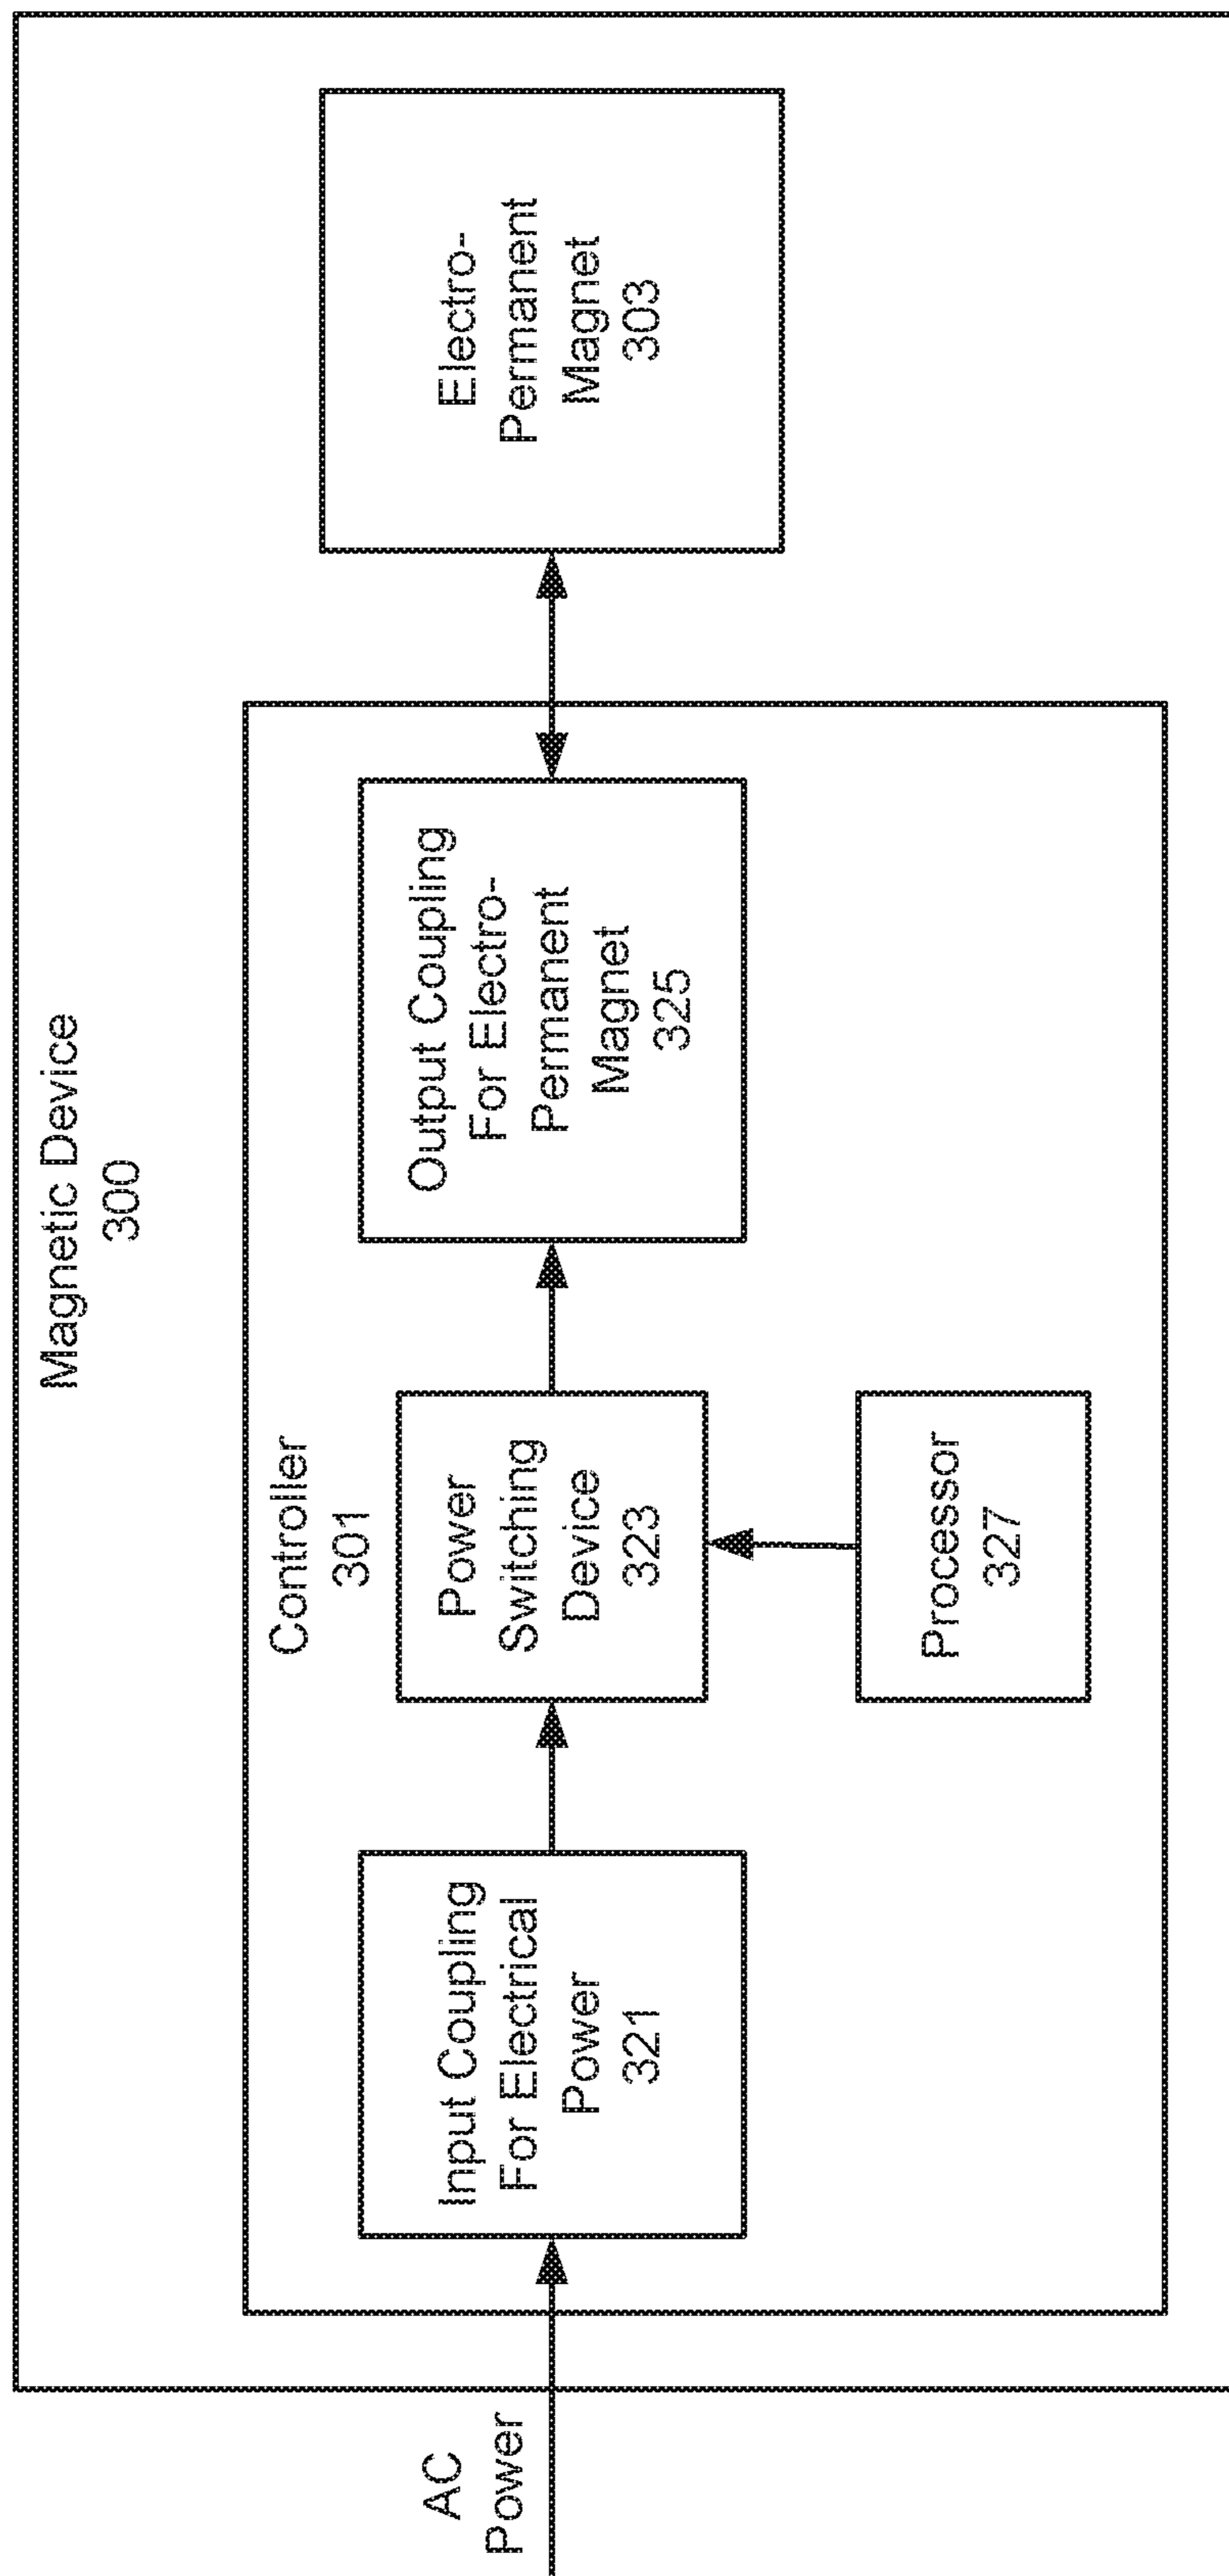 Magnetic Device
300
Controller
301
AC
Power
Input Coupling
For Electrical
Power
321
Power
Switching
Device
323
Output Coupling
For Electro-
Permanent
Magnet
325
Electro-
Permanent
Magnet
303
Processor
327